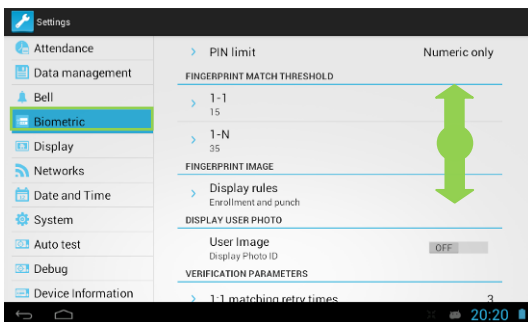 Settings
Attendance
Data management
Bell
Biometric
Display
Networks
Date and Time
System
Auto test
Debug
Device Information
PIN limit Numeric only
FINGERPRINT MATCH THRESHOLD
1-1
15
1-N
35
FINGERPRINT IMAGE
Display rules
Enrollment and punch
DISPLAY USER PHOTO
User Image OFF
Display Photo ID
VERIFICATION PARAMETERS
1:1 matching retry times 3
20:20